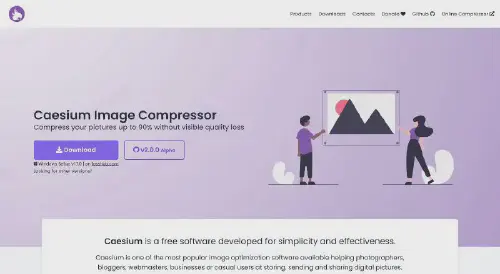 Products Downloads Contacts Donate Github Online Compressor
Caesium Image Compressor
Compress your pictures up to 90% without visible quality loss
Download
v2.0.0 alpha
Looking for other versions?
Caesium is a free software developed for simplicity and effectiveness.
Caesium is one of the most popular image optimization software available helping photographers,
bloggers, webmasters, businesses or casual users at storing, sending and sharing digital pictures.